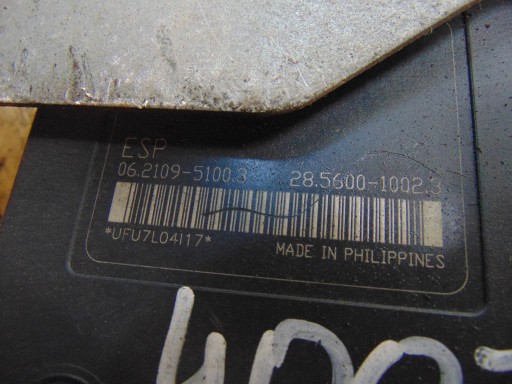 ESP
06.2109-5100.3 28.5600-1002.3
*UFU7L04I17*
MADE IN PHILIPPINES